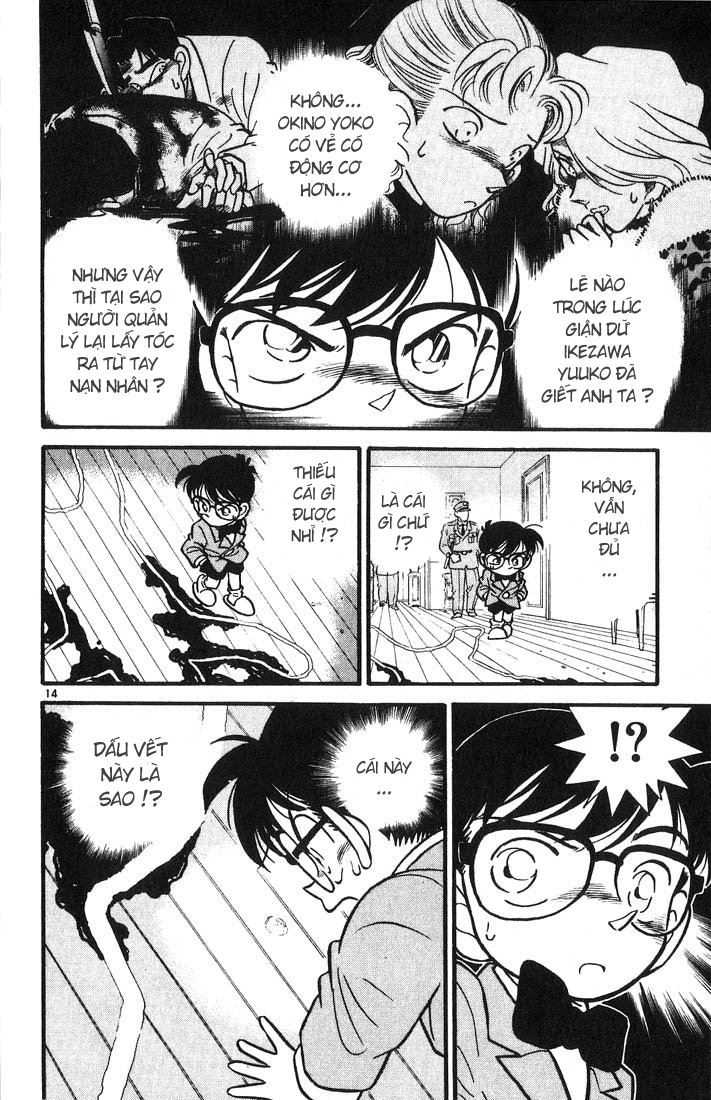 LẼ NÀO
TRONG LÚC
GIẬN DỮ
IKEZAWA
YUUKO ĐÃ
GIẾT ANH TA ?
KHÔNG...
OKINO YOKO
CÓ VẺ CÓ
ĐỘNG CƠ
HƠN...
NHƯNG VẬY
THÌ TẠI SAO
NGƯỜI QUẢN
LÝ LẠI LẤY TÓC
RA TỪ TAY
NẠN NHÂN ?
KHÔNG,
VẪN
CHƯA
ĐỦ
...
LÀ CÁI
GÌ CHỨ
!?
THIẾU
CÁI GÌ
ĐƯỢC
NHỈ !?
14
!?
CÁI NÀY
...
DẤU VẾT
NÀY LÀ
SAO !?